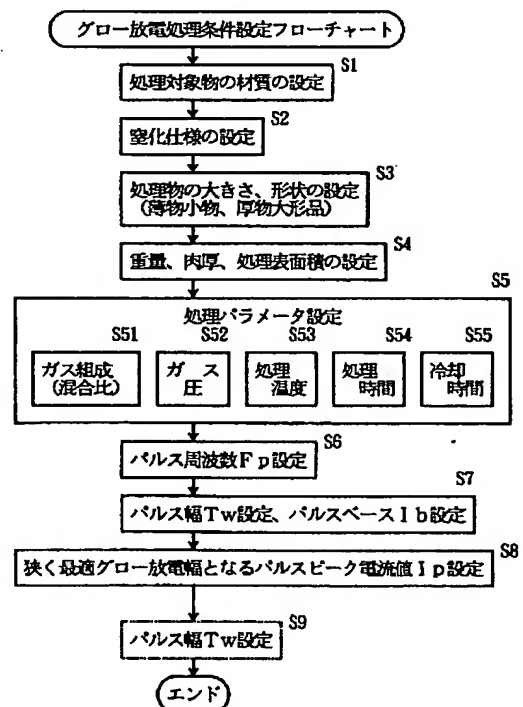 グロー放電処理条件設定フローチャート
S1
処理対象物の材質の設定
S2
窒化仕様の設定
S3
処理物の大きさ、形状の設定
(薄物小物、厚物大形品)
S4
重量、肉厚、処理表面積の設定
S5
処理パラメータ設定
S51 S52 S53 S54 S55
ガス組成 ガス 処理 処理 冷却
(混合比) 圧 温度 時間 時間
S6
パルス周波数Fp設定
S7
パルス幅Tw設定、パルスベースIb設定
S8
狭く最適グロー放電幅となるパルスピーク電流値Ip設定
S9
パルス幅Tw設定
エンド